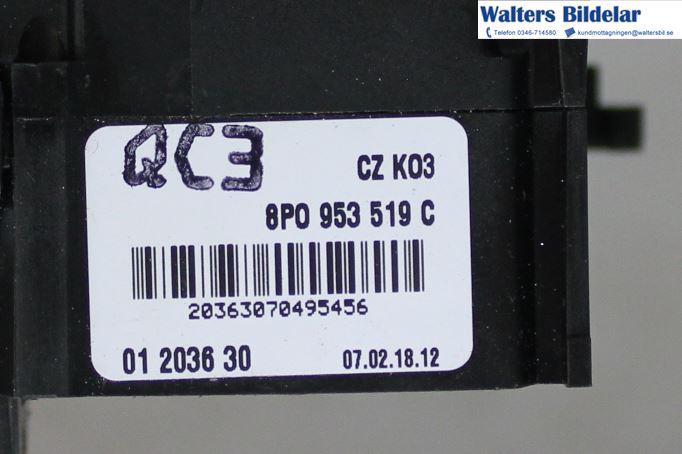 Walters Bildelar
Telefon 0346-714580 kundmottagningen@waltersbil.se
QC3
CZ K03
8P0 953 519 C
20363070495456
01 2036 30
07.02.18.12